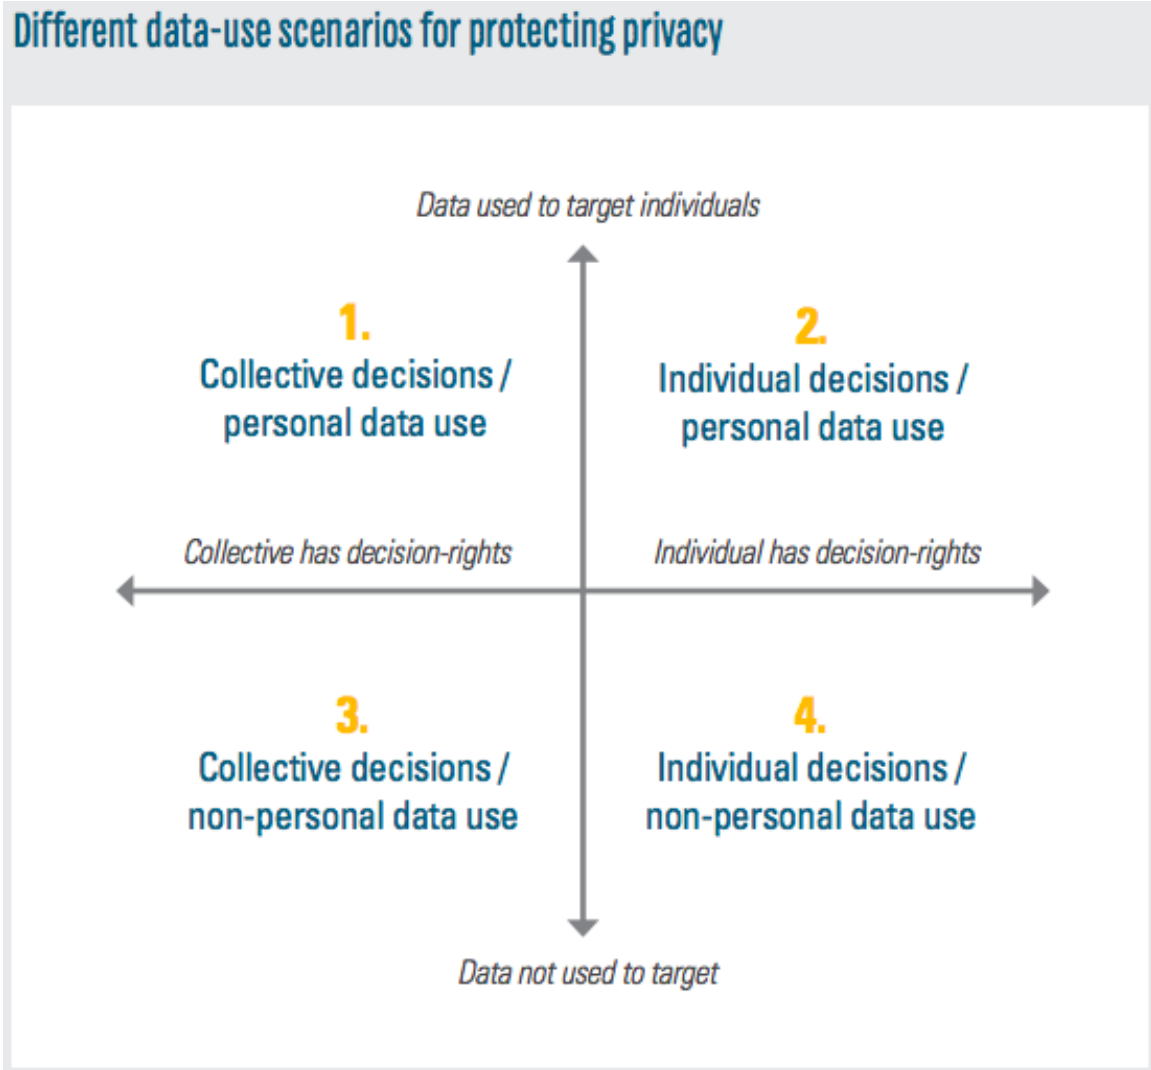 Different data-use scenarios for protecting privacy
Data used to target individuals
1.
Collective decisions /
personal data use
2.
Individual decisions /
personal data use
Collective has decision-rights
Individual has decision-rights
3.
Collective decisions /
non-personal data use
4.
Individual decisions /
non-personal data use
Data not used to target